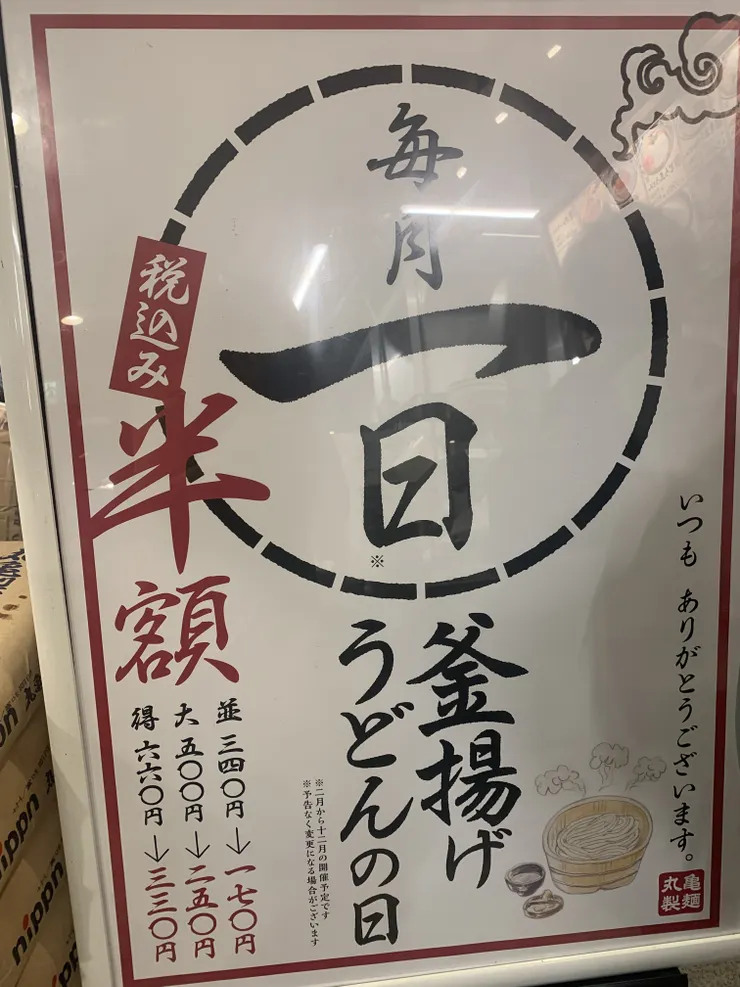 いつも ありがとうございます。
毎月
一日
※
釜揚げ
うどんの日
※二月から十二月の開催予定です
※予告なく変更になる場合がございます
税込み
半額
並 三四〇円→一七〇円
大 五〇〇円→二五〇円
得 六六〇円→三三〇円
丸亀製麺
nippn
nippn
nippn